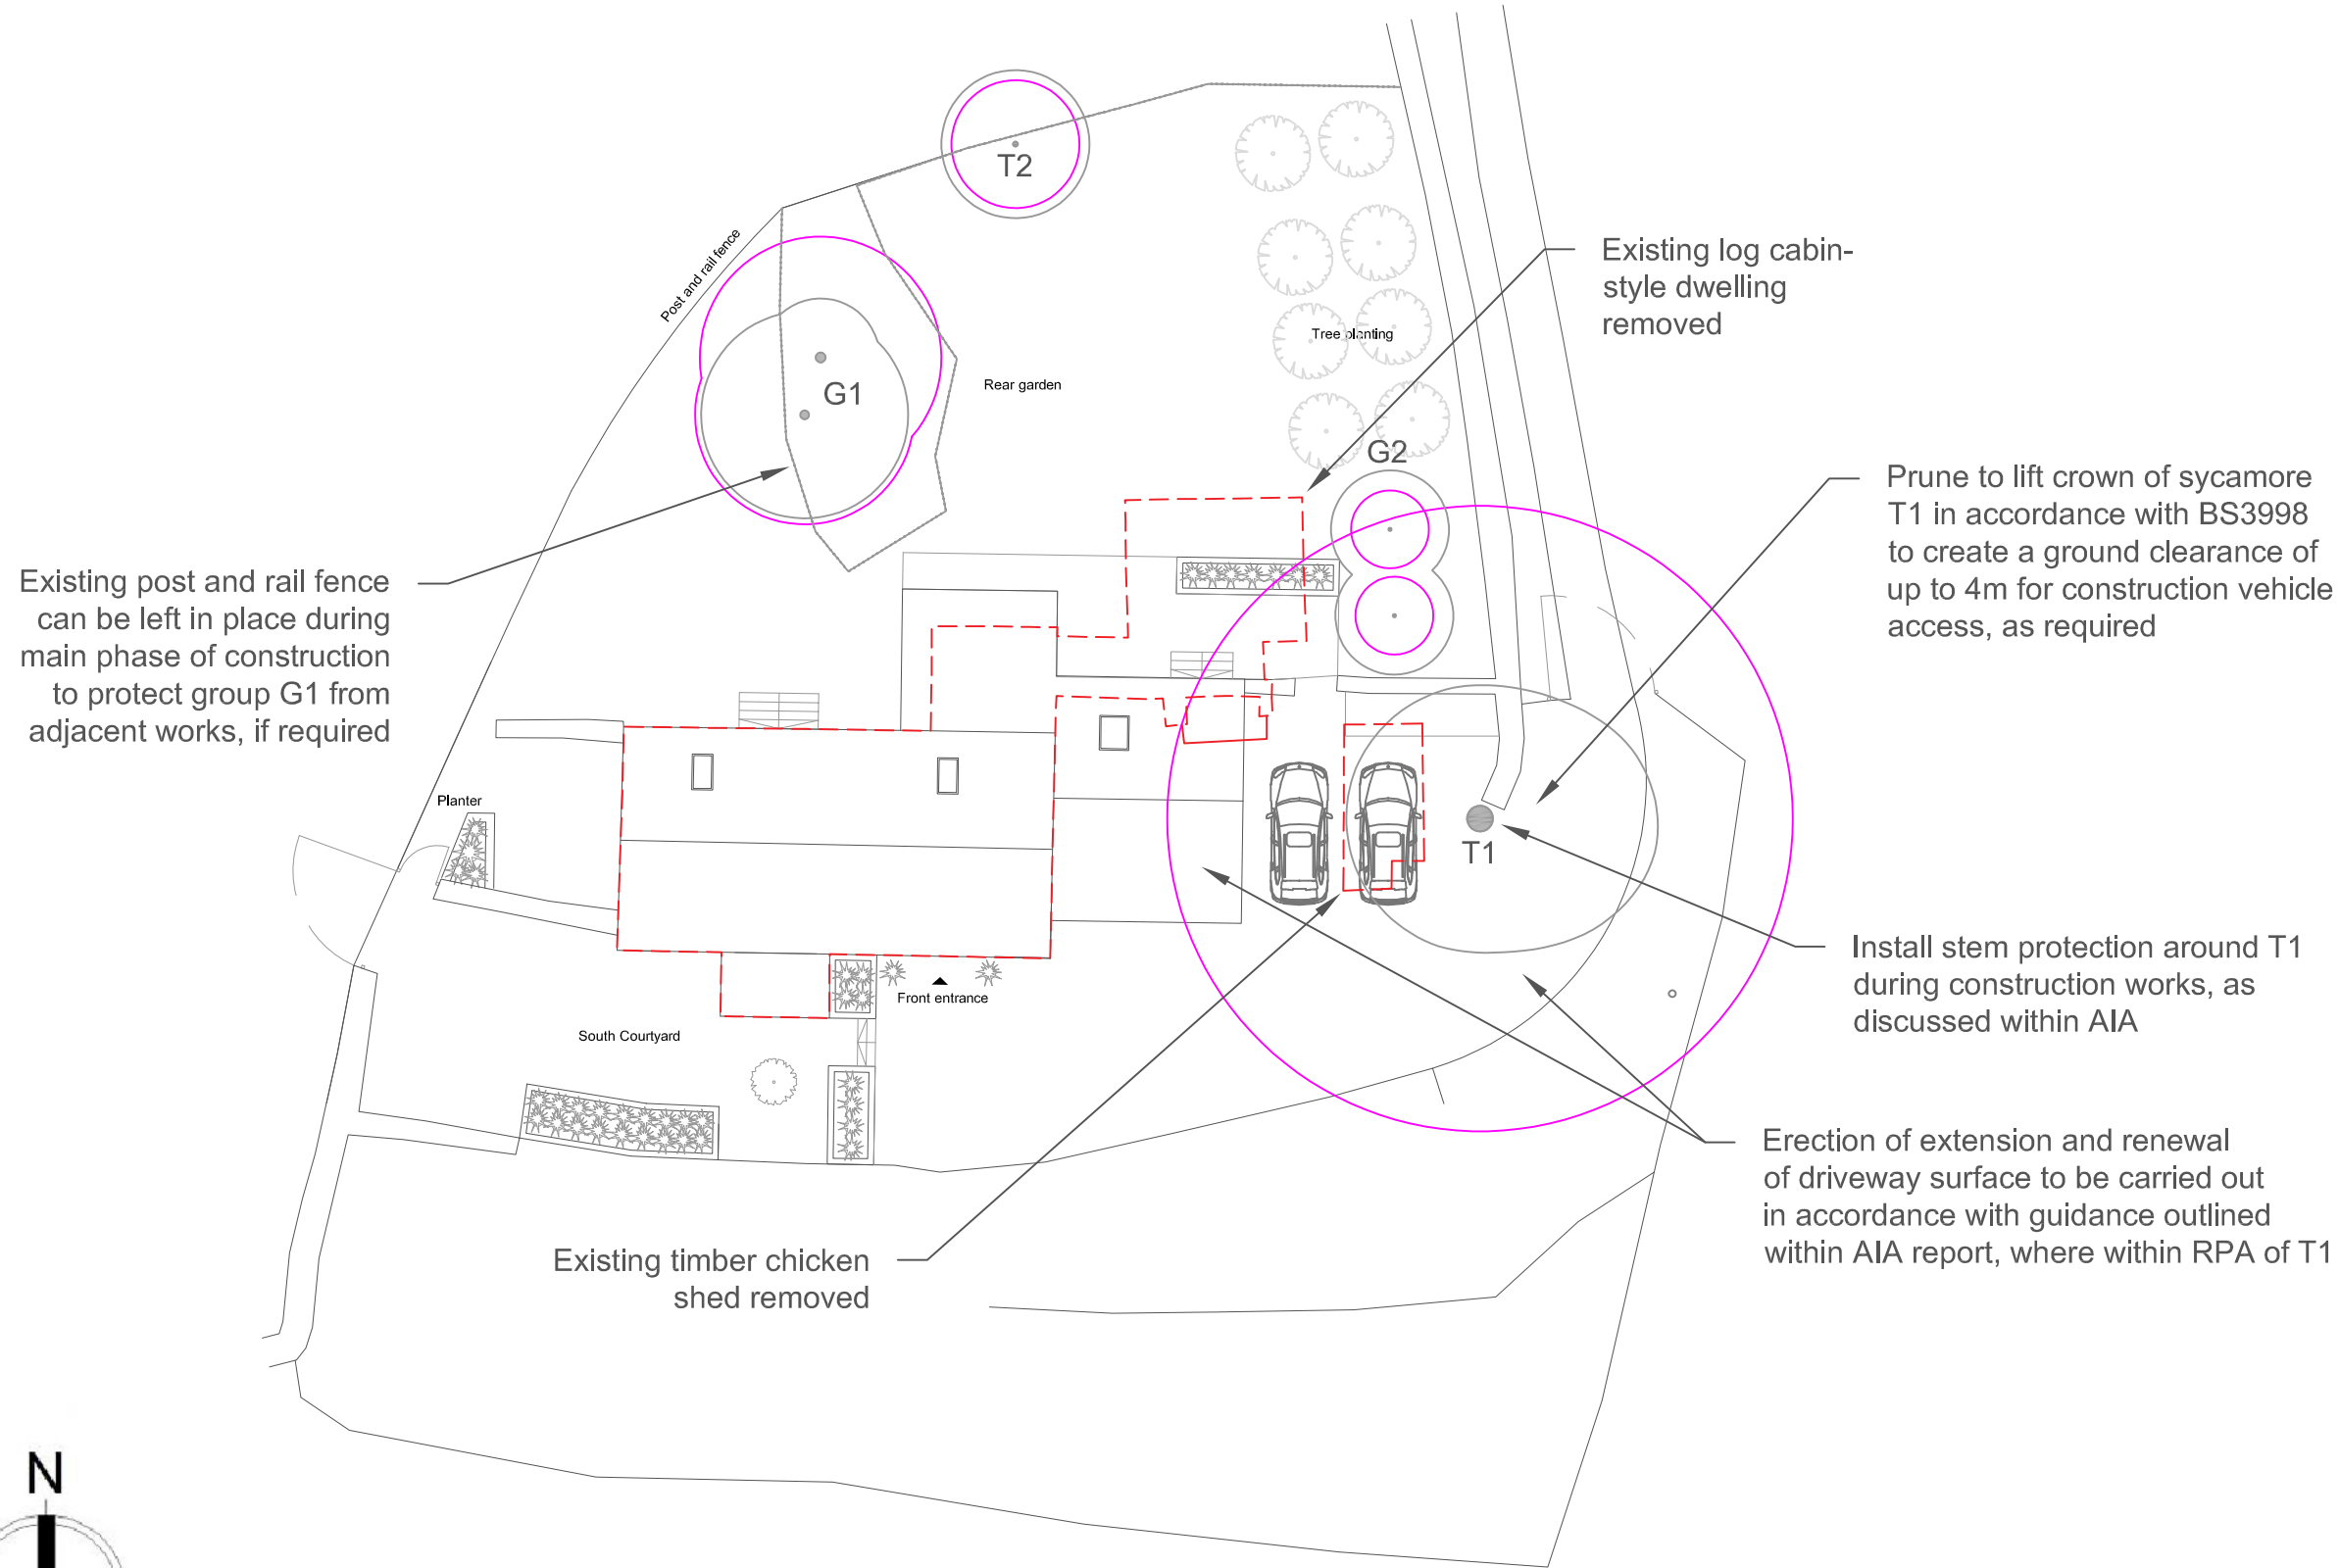 T2
Post and rail fence
G1
Rear garden
Tree planting
G2
Existing log cabin-
style dwelling
removed
Prune to lift crown of sycamore
T1 in accordance with BS3998
to create a ground clearance of
up to 4m for construction vehicle
access, as required
Existing post and rail fence
can be left in place during
main phase of construction
to protect group G1 from
adjacent works, if required
Planter
T1
Install stem protection around T1
during construction works, as
discussed within AIA
Front entrance
South Courtyard
Erection of extension and renewal
of driveway surface to be carried out
in accordance with guidance outlined
within AIA report, where within RPA of T1
Existing timber chicken
shed removed
N